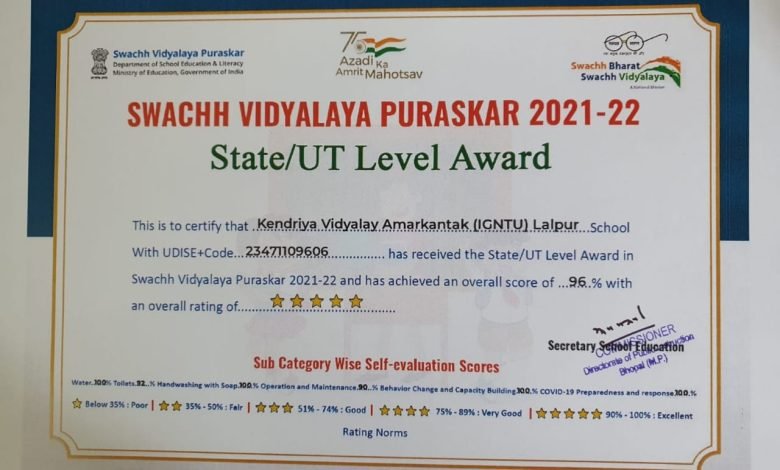 Swachh Vidyalaya Puraskar
Department of School Education & Literacy
Ministry of Education, Government of India
75
Azadi Ka
Amrit Mahotsav
Swachh Bharat
Swachh Vidyalaya
A National Mission
SWACHH VIDYALAYA PURASKAR 2021-22
State/UT Level Award
This is to certify that Kendriya Vidyalay Amarkantak (IGNTU) Lalpur...School
With UDISE+Code...23471109606................ has received the State/UT Level Award in
Swachh Vidyalaya Puraskar 2021-22 and has achieved an overall score of ...96..% with
an overall rating of
Secretary School Education
COMMISSIONER
Directorate of Public Instruction
Bhopal (M.P.)
Sub Category Wise Self-evaluation Scores
Water.100% Toilets.92..% Handwashing with Soap.100.% Operation and Maintenance.90..% Behavior Change and Capacity Building.100.% COVID-19 Preparedness and response.100.%
Below 35% : Poor | 35% - 50% : Fair | 51% - 74% : Good | 75% - 89% : Very Good | 90% - 100% : Excellent
Rating Norms